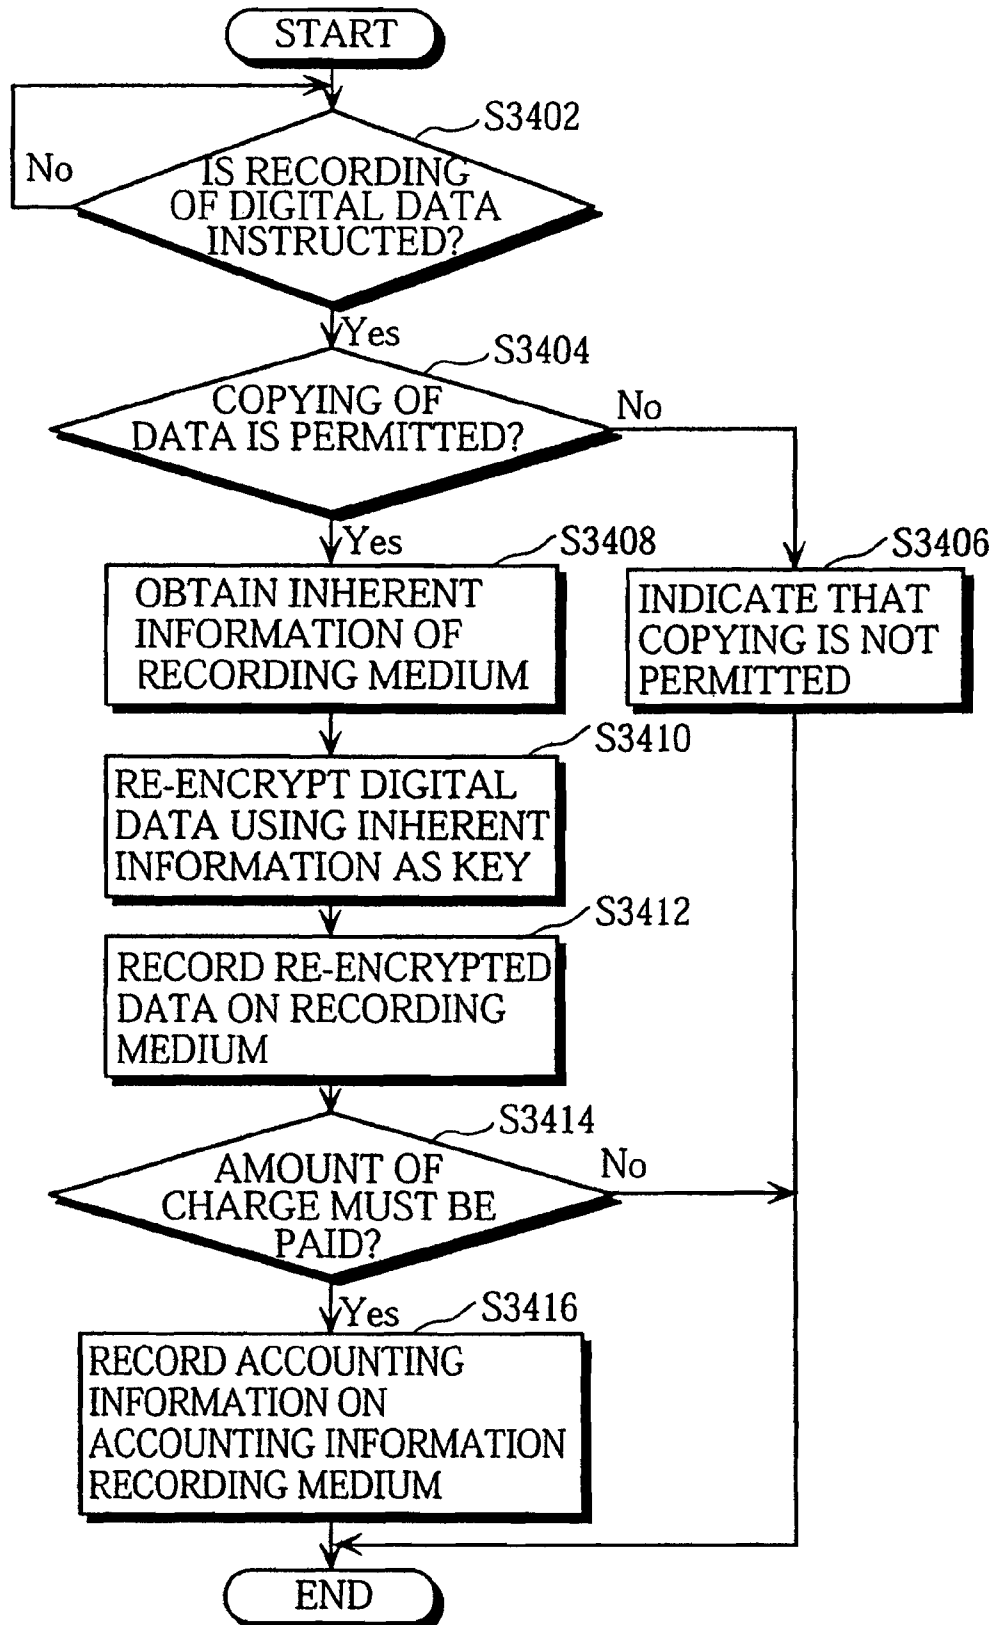 START
S3402
No
IS RECORDING
OF DIGITAL DATA
INSTRUCTED?
Yes
S3404
COPYING OF
DATA IS PERMITTED?
No
Yes
S3408
S3406
OBTAIN INHERENT
INFORMATION OF
RECORDING MEDIUM
INDICATE THAT
COPYING IS NOT
PERMITTED
S3410
RE-ENCRYPT DIGITAL
DATA USING INHERENT
INFORMATION AS KEY
S3412
RECORD RE-ENCRYPTED
DATA ON RECORDING
MEDIUM
S3414
AMOUNT OF
CHARGE MUST BE
PAID?
No
Yes
S3416
RECORD ACCOUNTING
INFORMATION ON
ACCOUNTING INFORMATION
RECORDING MEDIUM
END